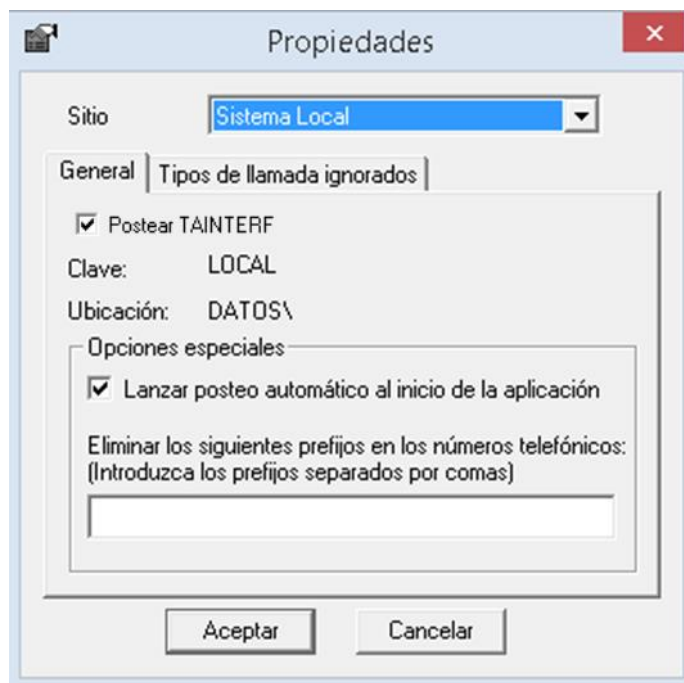 Propiedades
Sitio Sistema Local
General Tipos de llamada ignorados
Postear TAINTERF
Clave: LOCAL
Ubicación: DATOS\
Opciones especiales
Lanzar posteo automático al inicio de la aplicación
Eliminar los siguientes prefijos en los números telefónicos:
(Introduzca los prefijos separados por comas)
Aceptar Cancelar